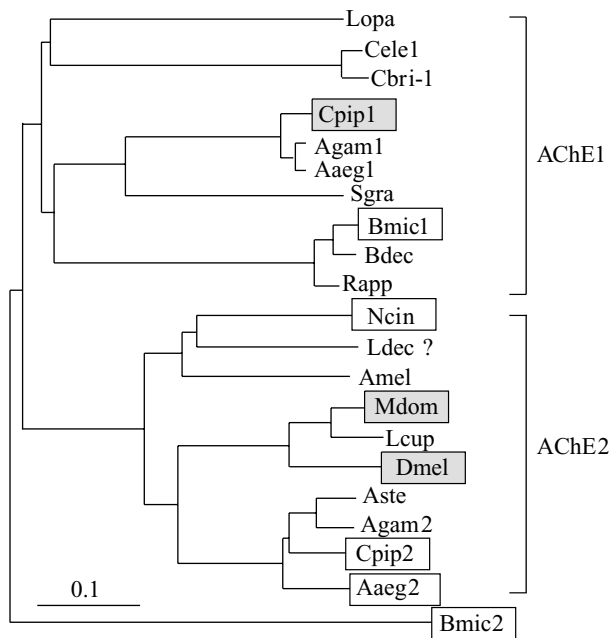 Lopa
Cele1
Cbri-1
Cpip1
Agam1
Aaeg1
Sgra
Bmic1
Bdec
Rapp
AChE1
Ncin
Ldec ?
Amel
Mdom
Lcup
Dmel
Aste
Agam2
Cpip2
Aaeg2
AChE2
0.1
Bmic2